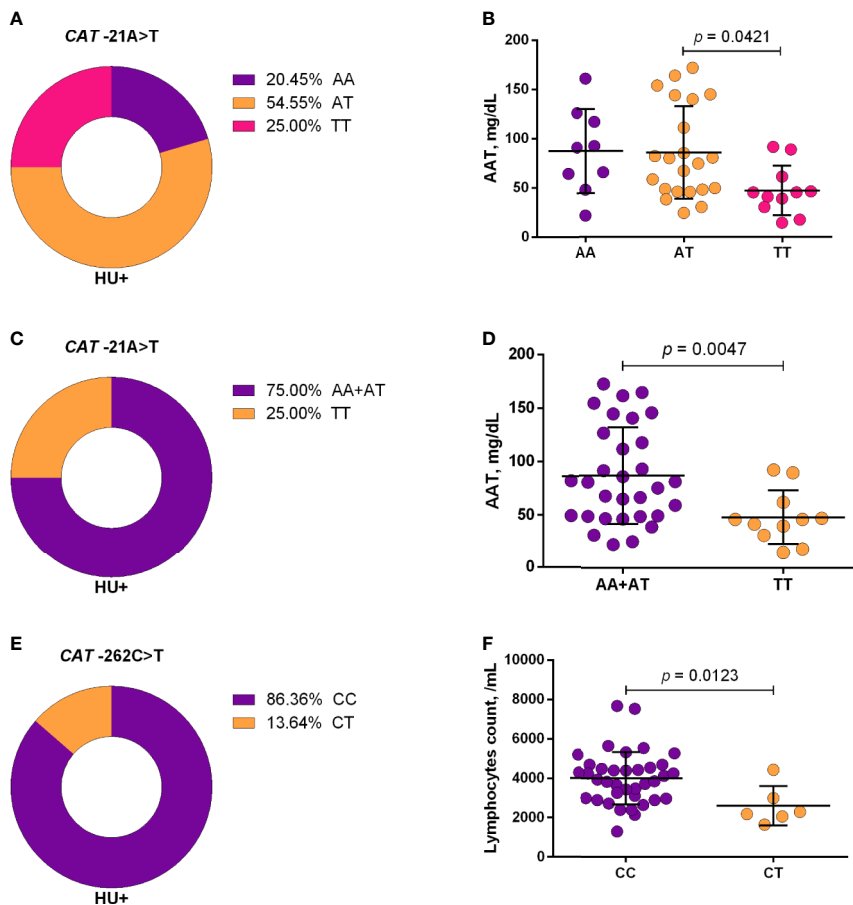 A
CAT -21A>T
20.45% AA
54.55% AT
25.00% TT
HU+
B
p = 0.0421
AAT, mg/dL
200
150
100
50
0
AA AT TT
C
CAT -21A>T
75.00% AA+AT
25.00% TT
HU+
D
p = 0.0047
AAT, mg/dL
200
150
100
50
0
AA+AT TT
E
CAT -262C>T
86.36% CC
13.64% CT
HU+
F
p = 0.0123
Lymphocytes count, /mL
10000
8000
6000
4000
2000
0
CC CT